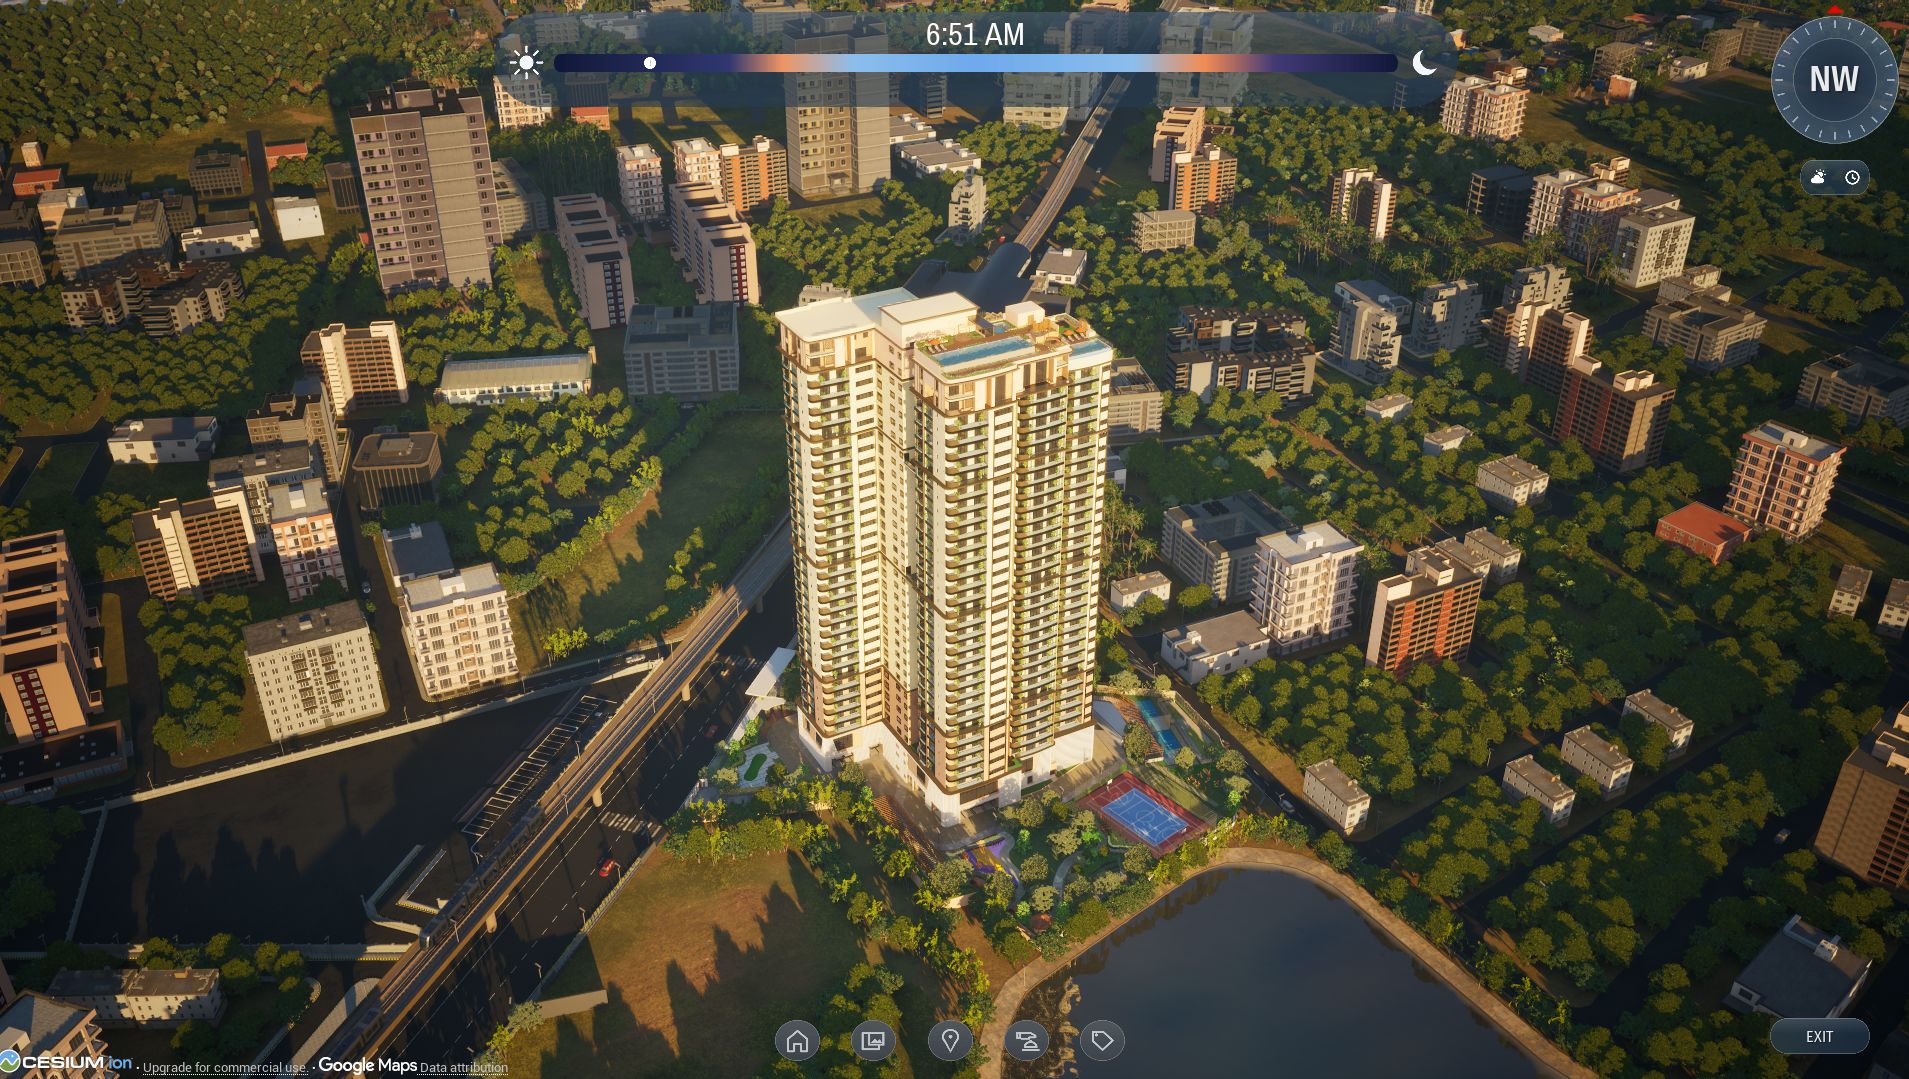 6:51 AM
NW
EXIT
CESIUM ion · Upgrade for commercial use. · Google Maps Data attribution